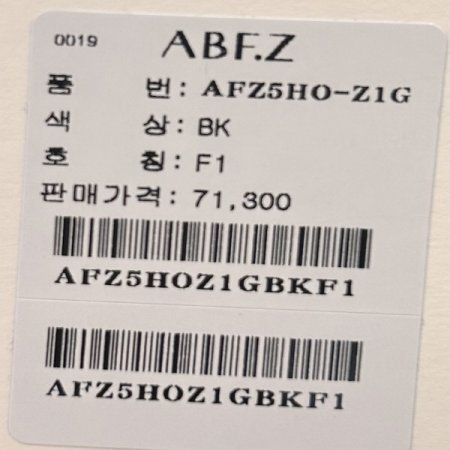 0019 ABF.Z
품 번: AFZ5HO-Z1G
색 상: BK
호 칭: F1
판매가격: 71,300
AFZ5HOZ1GBKF1
AFZ5HOZ1GBKF1